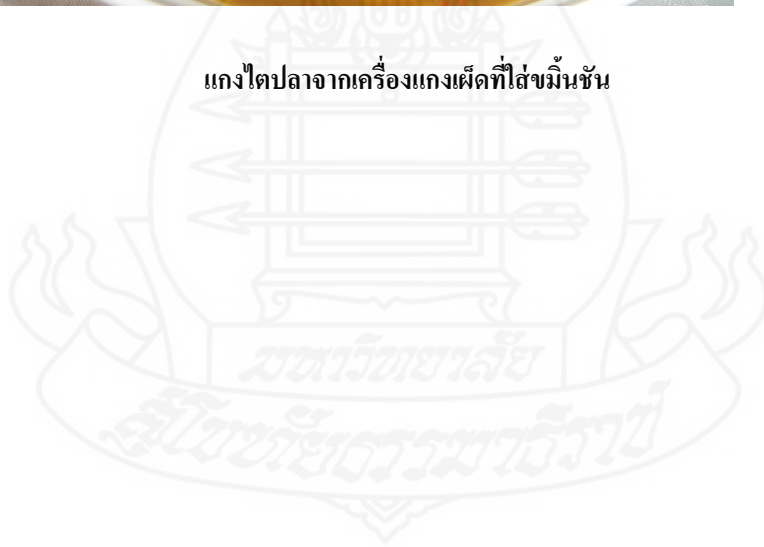 แกงไตปลาจากเครื่องแกงเผ็ดที่ใส่ขมิ้นชัน
มหาวิทยาลัย
สุโขทัยธรรมาธิราช